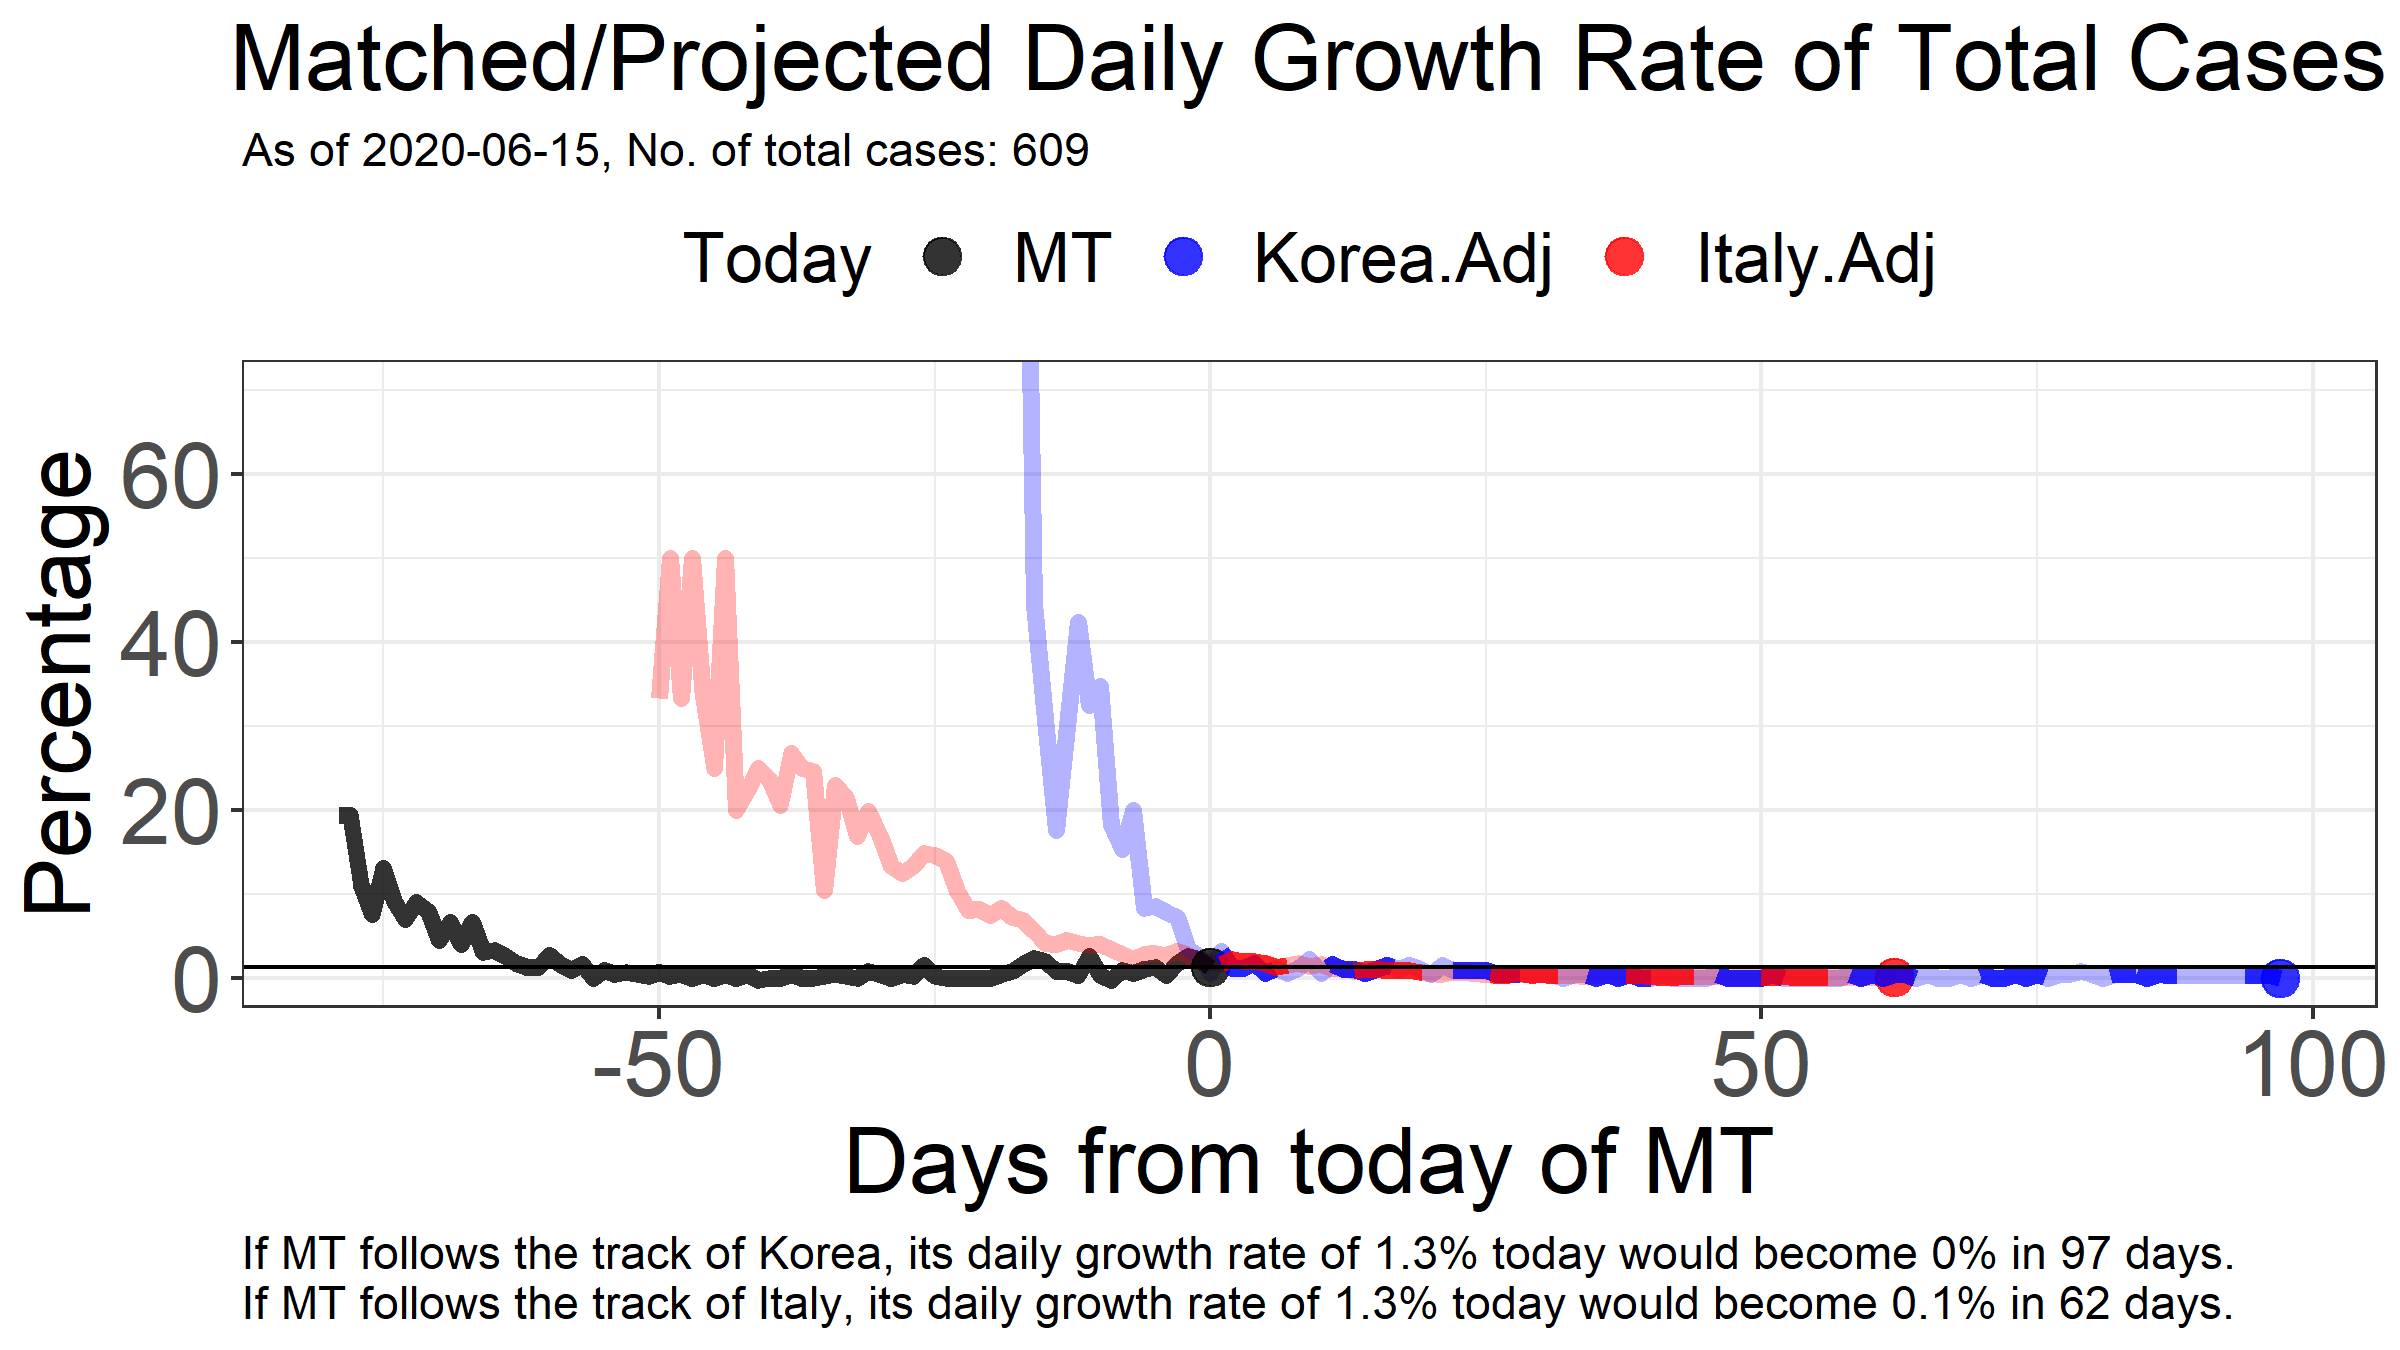 Matched/Projected Daily Growth Rate of Total Cases
As of 2020-06-15, No. of total cases: 609
Today MT Korea.Adj Italy.Adj
Percentage
60
40
20
0
-50 0 50 100
Days from today of MT
If MT follows the track of Korea, its daily growth rate of 1.3% today would become 0% in 97 days.
If MT follows the track of Italy, its daily growth rate of 1.3% today would become 0.1% in 62 days.